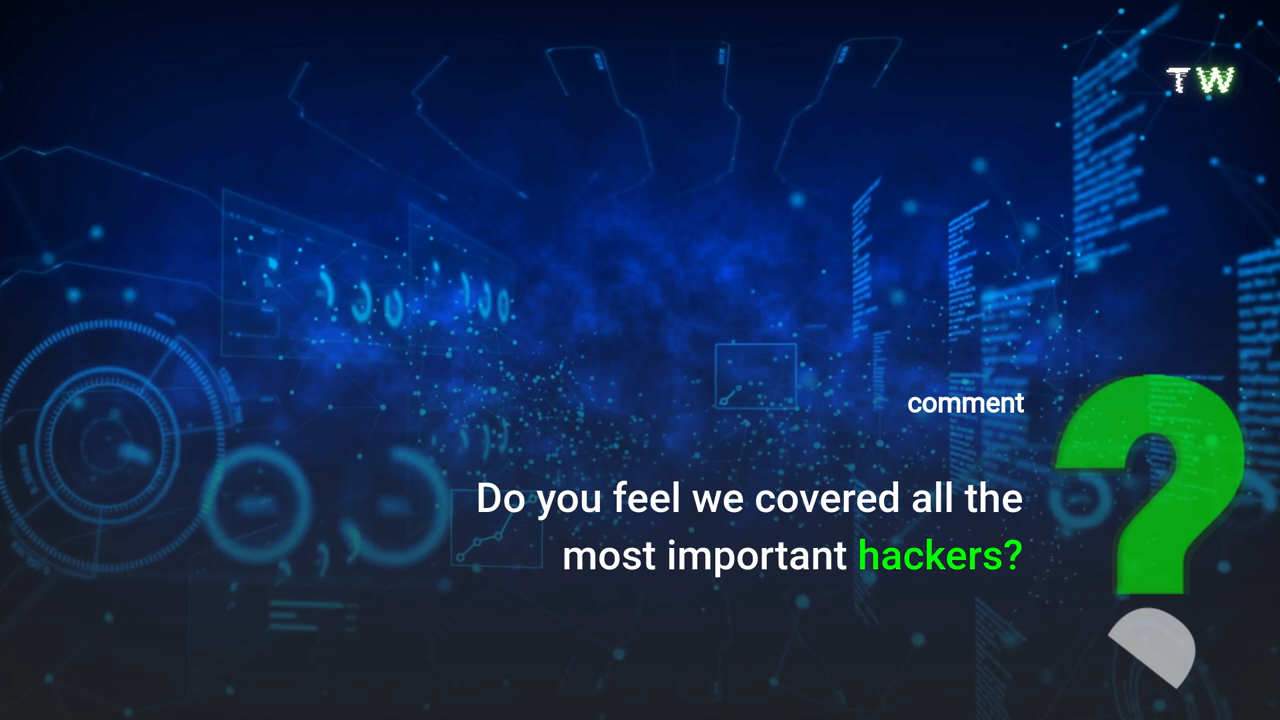 TW
comment
Do you feel we covered all the
most important hackers?
?